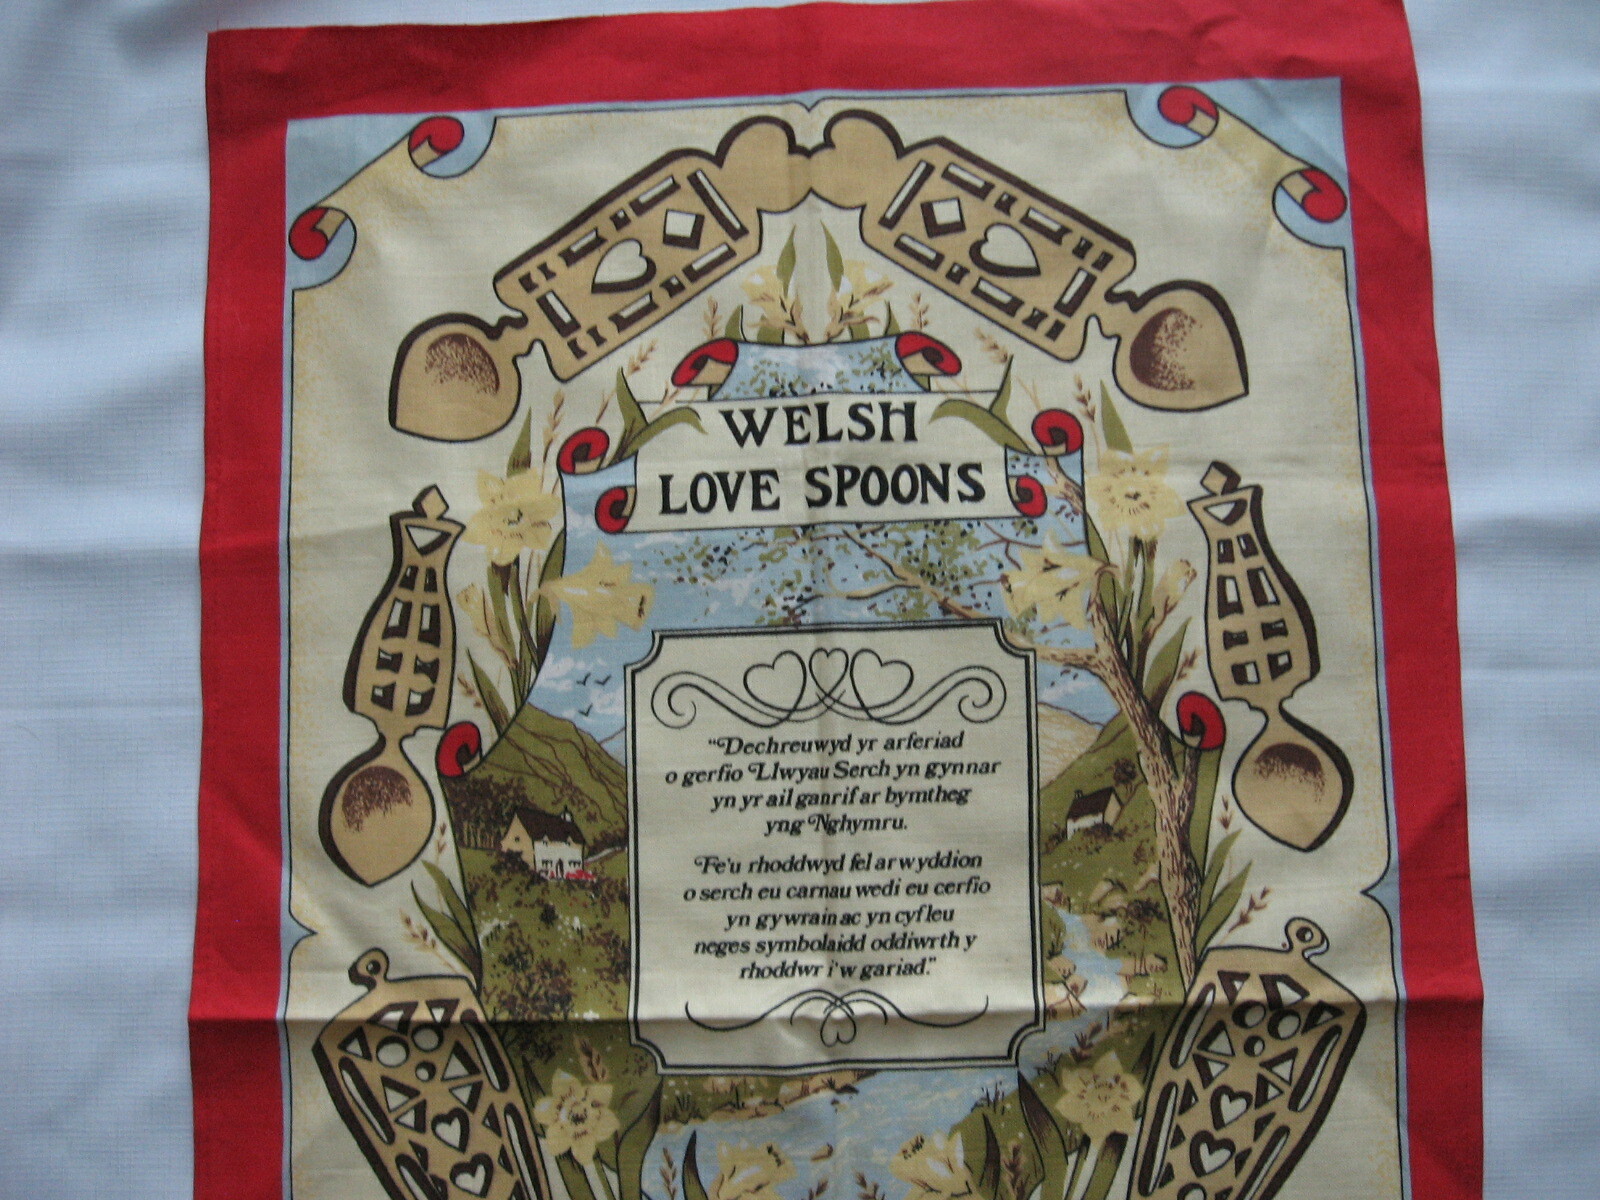 WELSH
LOVE SPOONS
"Dechreuwyd yr arferiad
o gerfio Llwyau Serch yn gynnar
yn yr ail ganrif ar bymtheg
yng Nghymru.
Fe'u rhoddwyd fel arwyddion
o serch eu carnau wedi eu cerfio
yn gywrain ac yn cyfleu
neges symbolaidd oddiwrth y
rhoddwr i'w gariad."